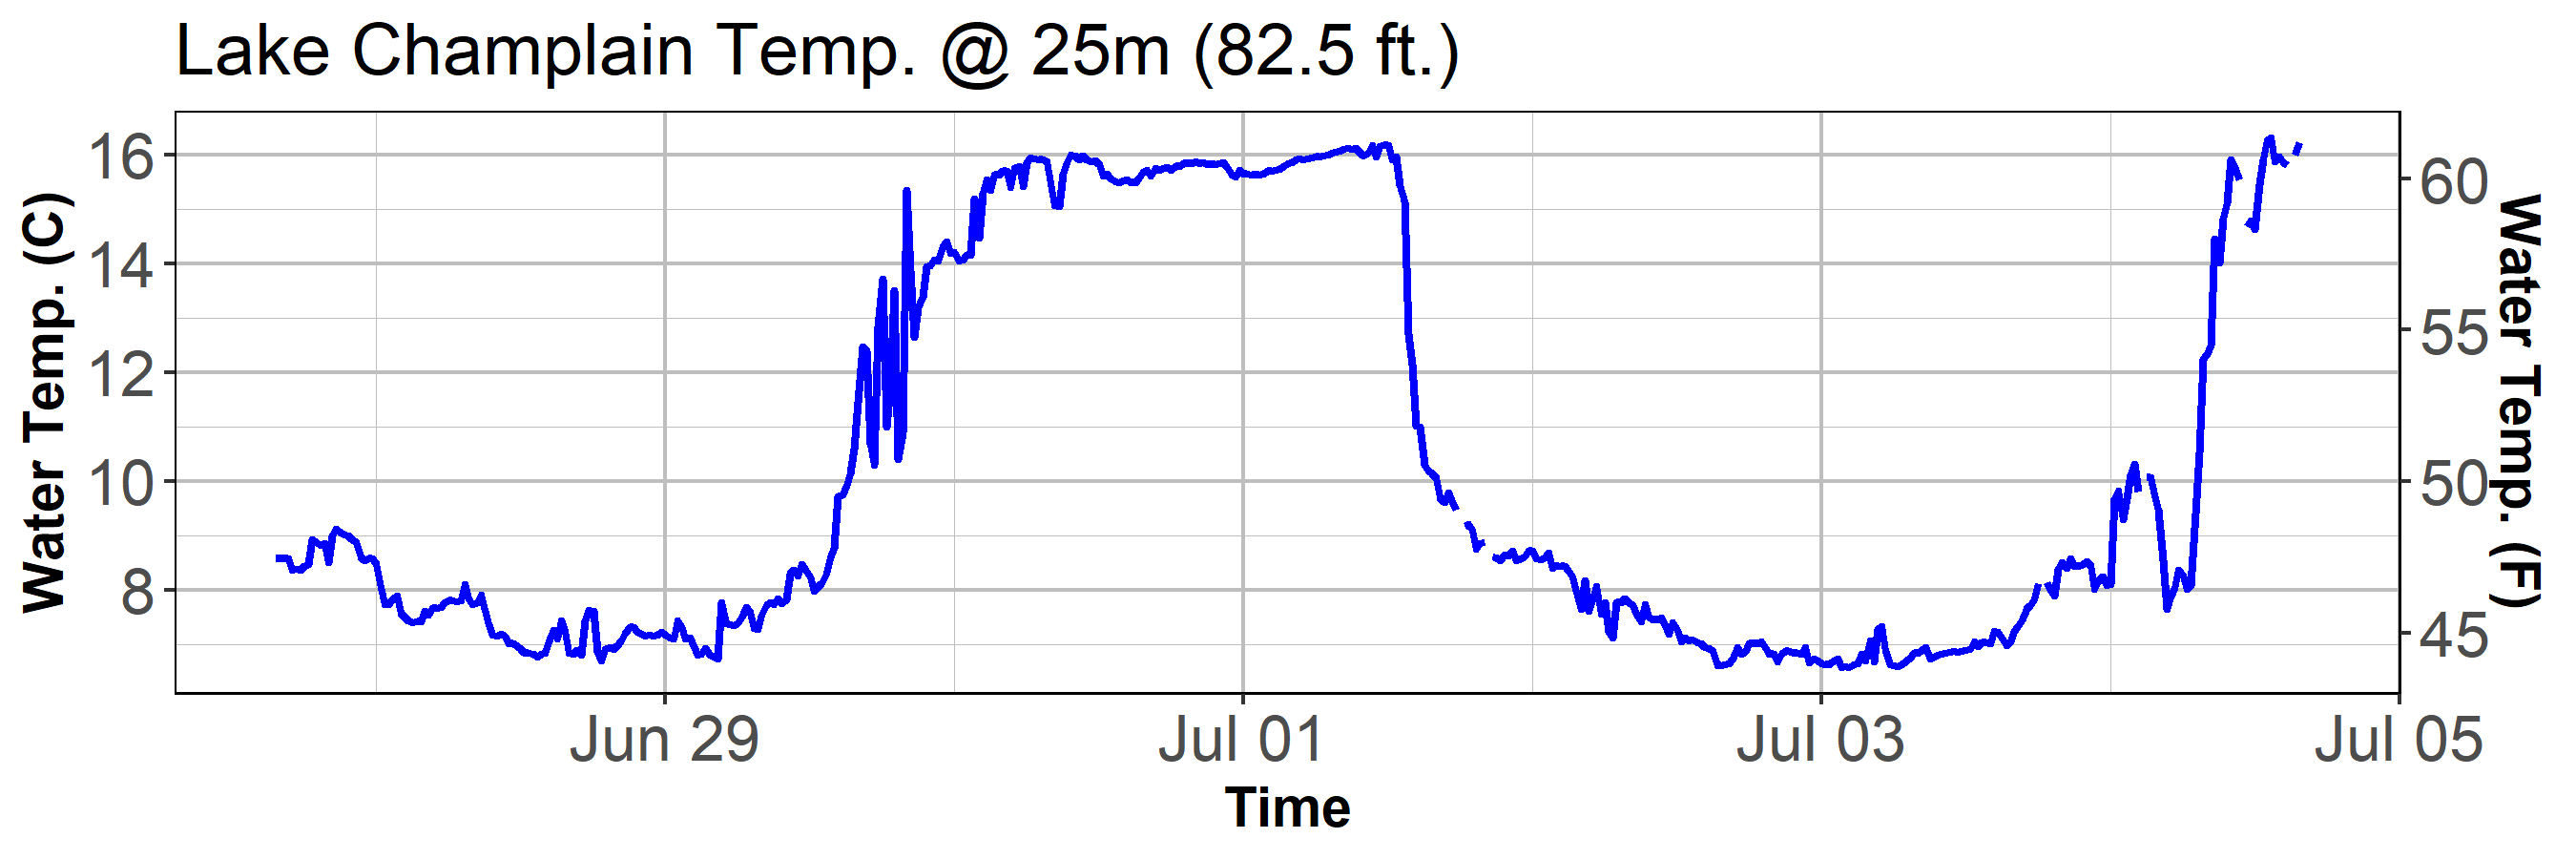 Lake Champlain Temp. @ 25m (82.5 ft.)
Water Temp. (C)
16
14
12
10
8
60
55
50
45
Water Temp. (F)
Jun 29
Jul 01
Jul 03
Jul 05
Time